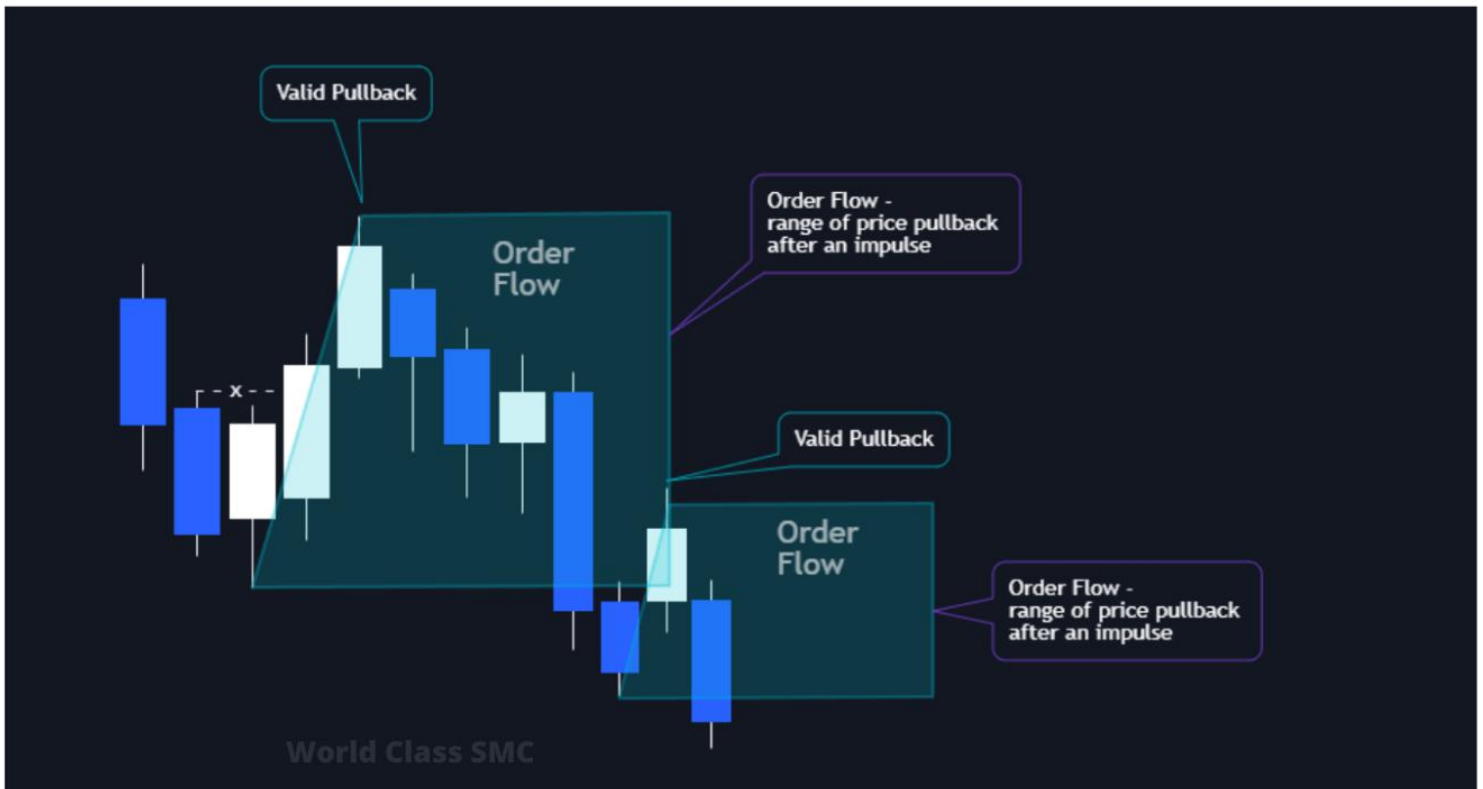 Valid Pullback
Order Flow -
range of price pullback
after an impulse
Order
Flow
x
Valid Pullback
Order
Flow
Order Flow -
range of price pullback
after an impulse
World Class SMC